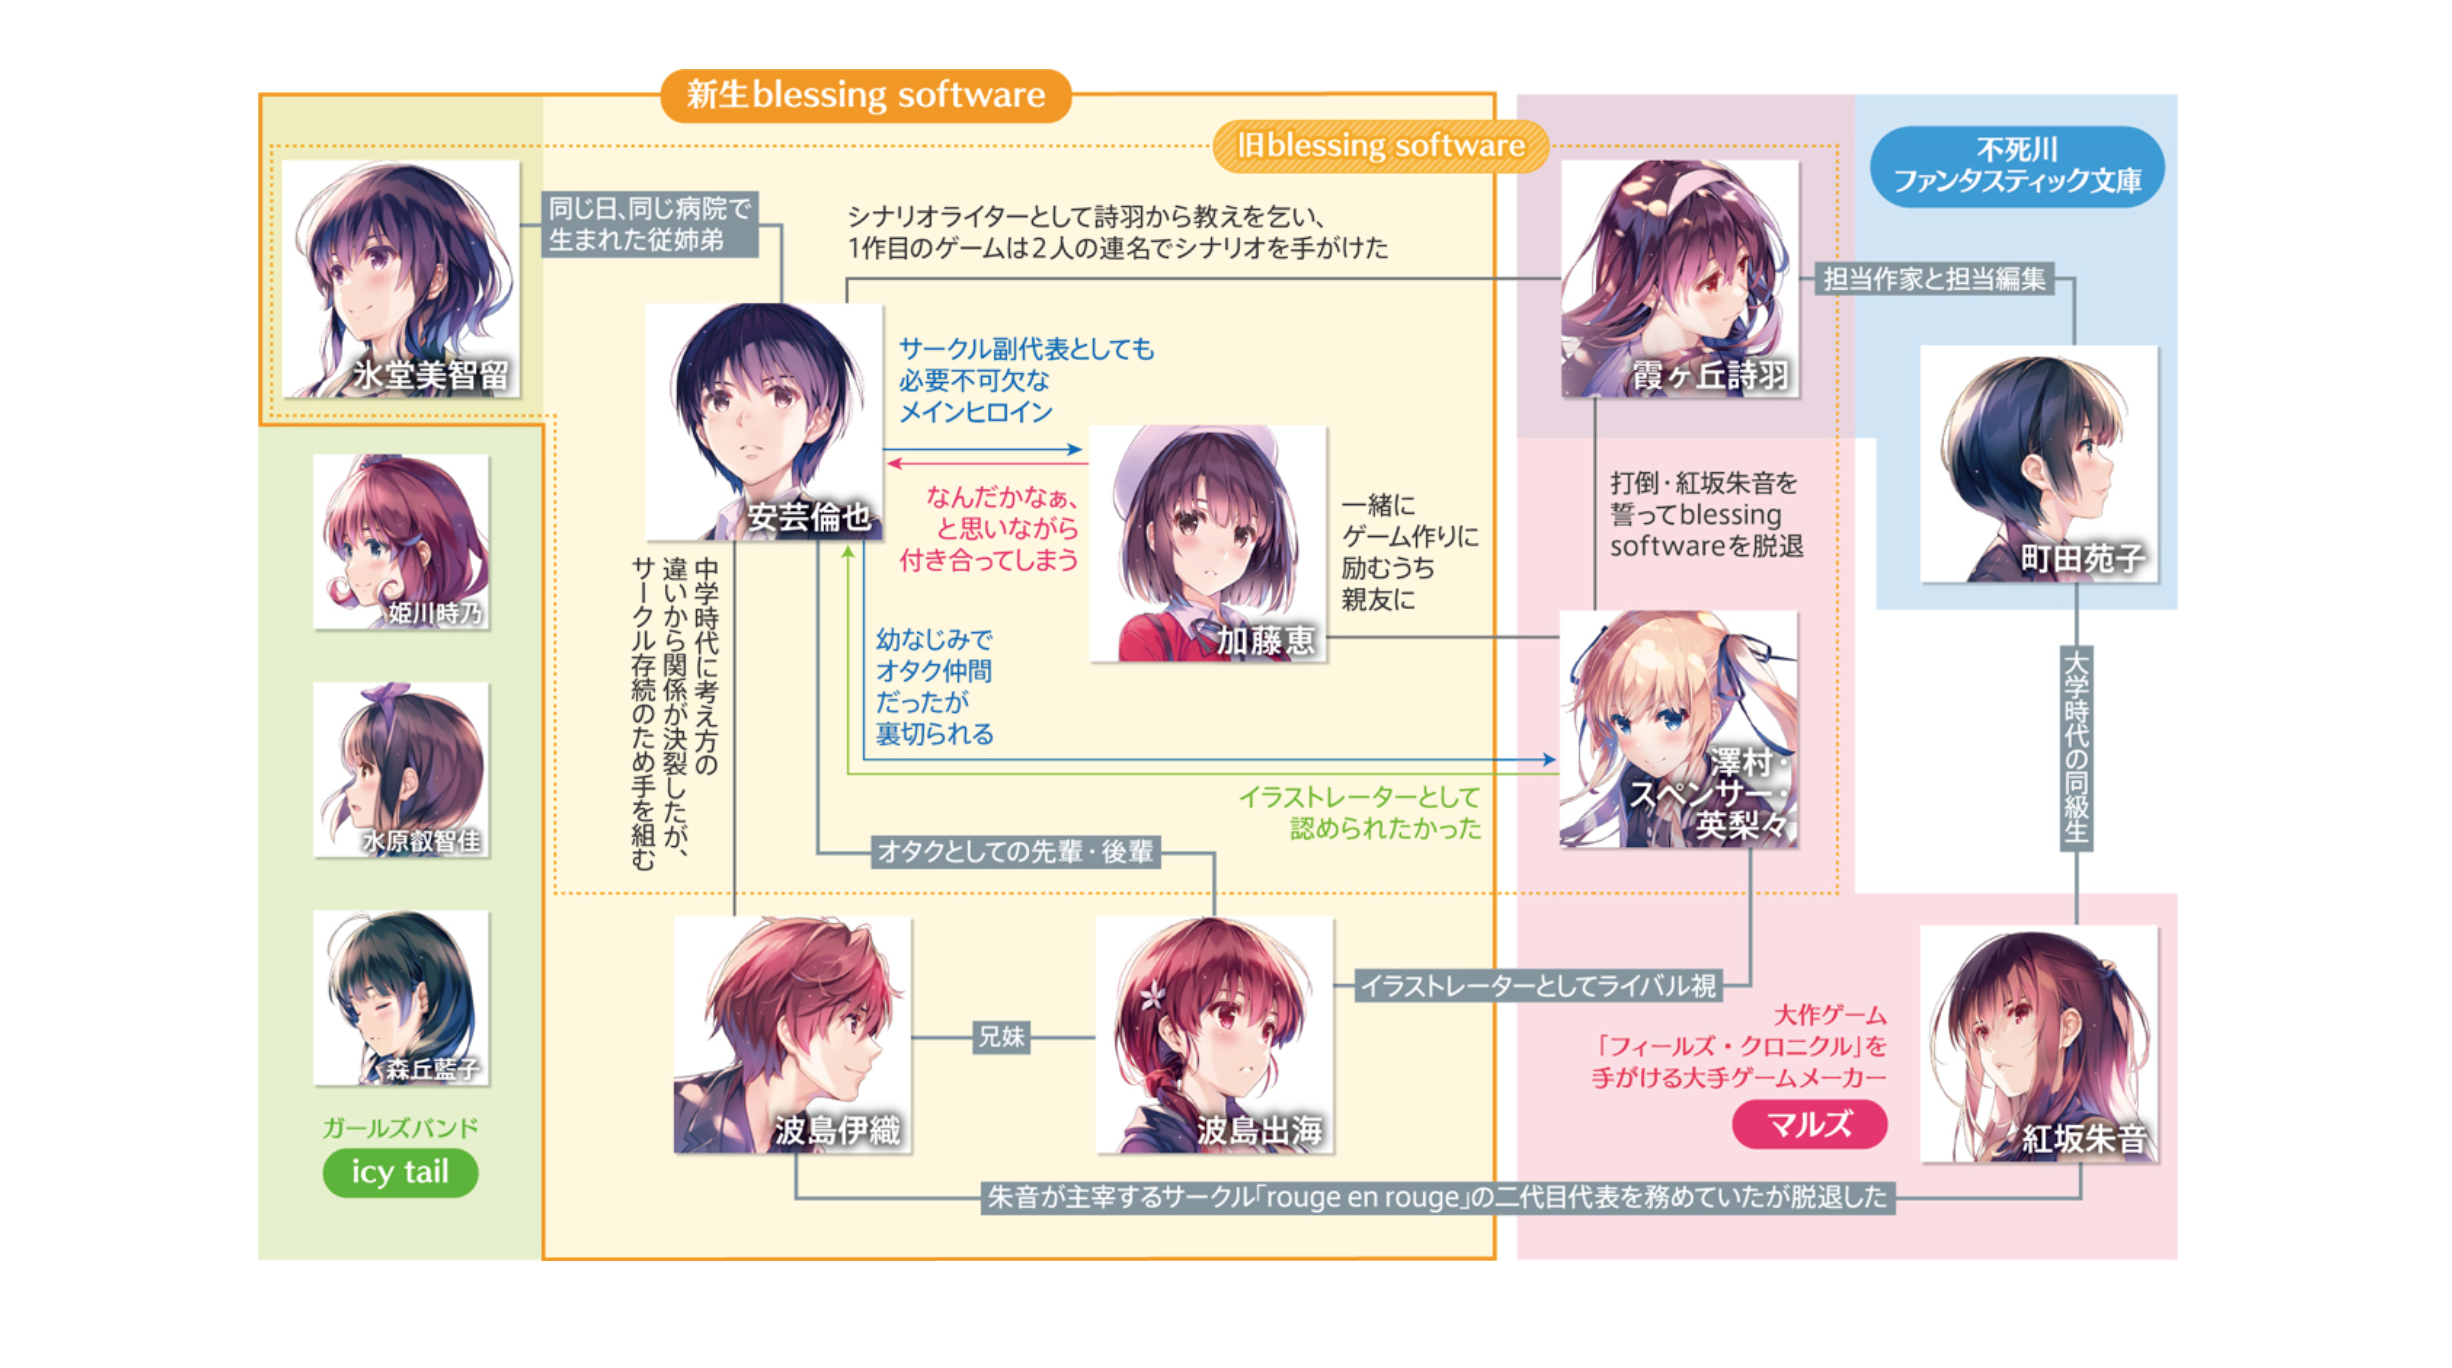 新生blessing software
旧blessing software
不死川
ファンタスティック文庫
氷堂美智留
同じ日、同じ病院で
生まれた従姉弟
シナリオライターとして詩羽から教えを乞い、
1作目のゲームは2人の連名でシナリオを手がけた
霞ヶ丘詩羽
担当作家と担当編集
安芸倫也
サークル副代表としても
必要不可欠な
メインヒロイン
なんだかなぁ、
と思いながら
付き合ってしまう
加藤恵
一緒に
ゲーム作りに
励むうち
親友に
打倒・紅坂朱音を
誓ってblessing
softwareを脱退
町田苑子
姫川時乃
水原叡智佳
森丘藍子
ガールズバンド
icy tail
中学時代に考え方の
違いから関係が決裂したが、
サークル存続のため手を組む
幼なじみで
オタク仲間
だったが
裏切られる
イラストレーターとして
認められたかった
澤村・
スペンサー・
英梨々
大学時代の同級生
オタクとしての先輩・後輩
波島伊織
兄妹
波島出海
イラストレーターとしてライバル視
大作ゲーム
「フィールズ・クロニクル」を
手がける大手ゲームメーカー
マルズ
紅坂朱音
朱音が主宰するサークル「rouge en rouge」の二代目代表を務めていたが脱退した